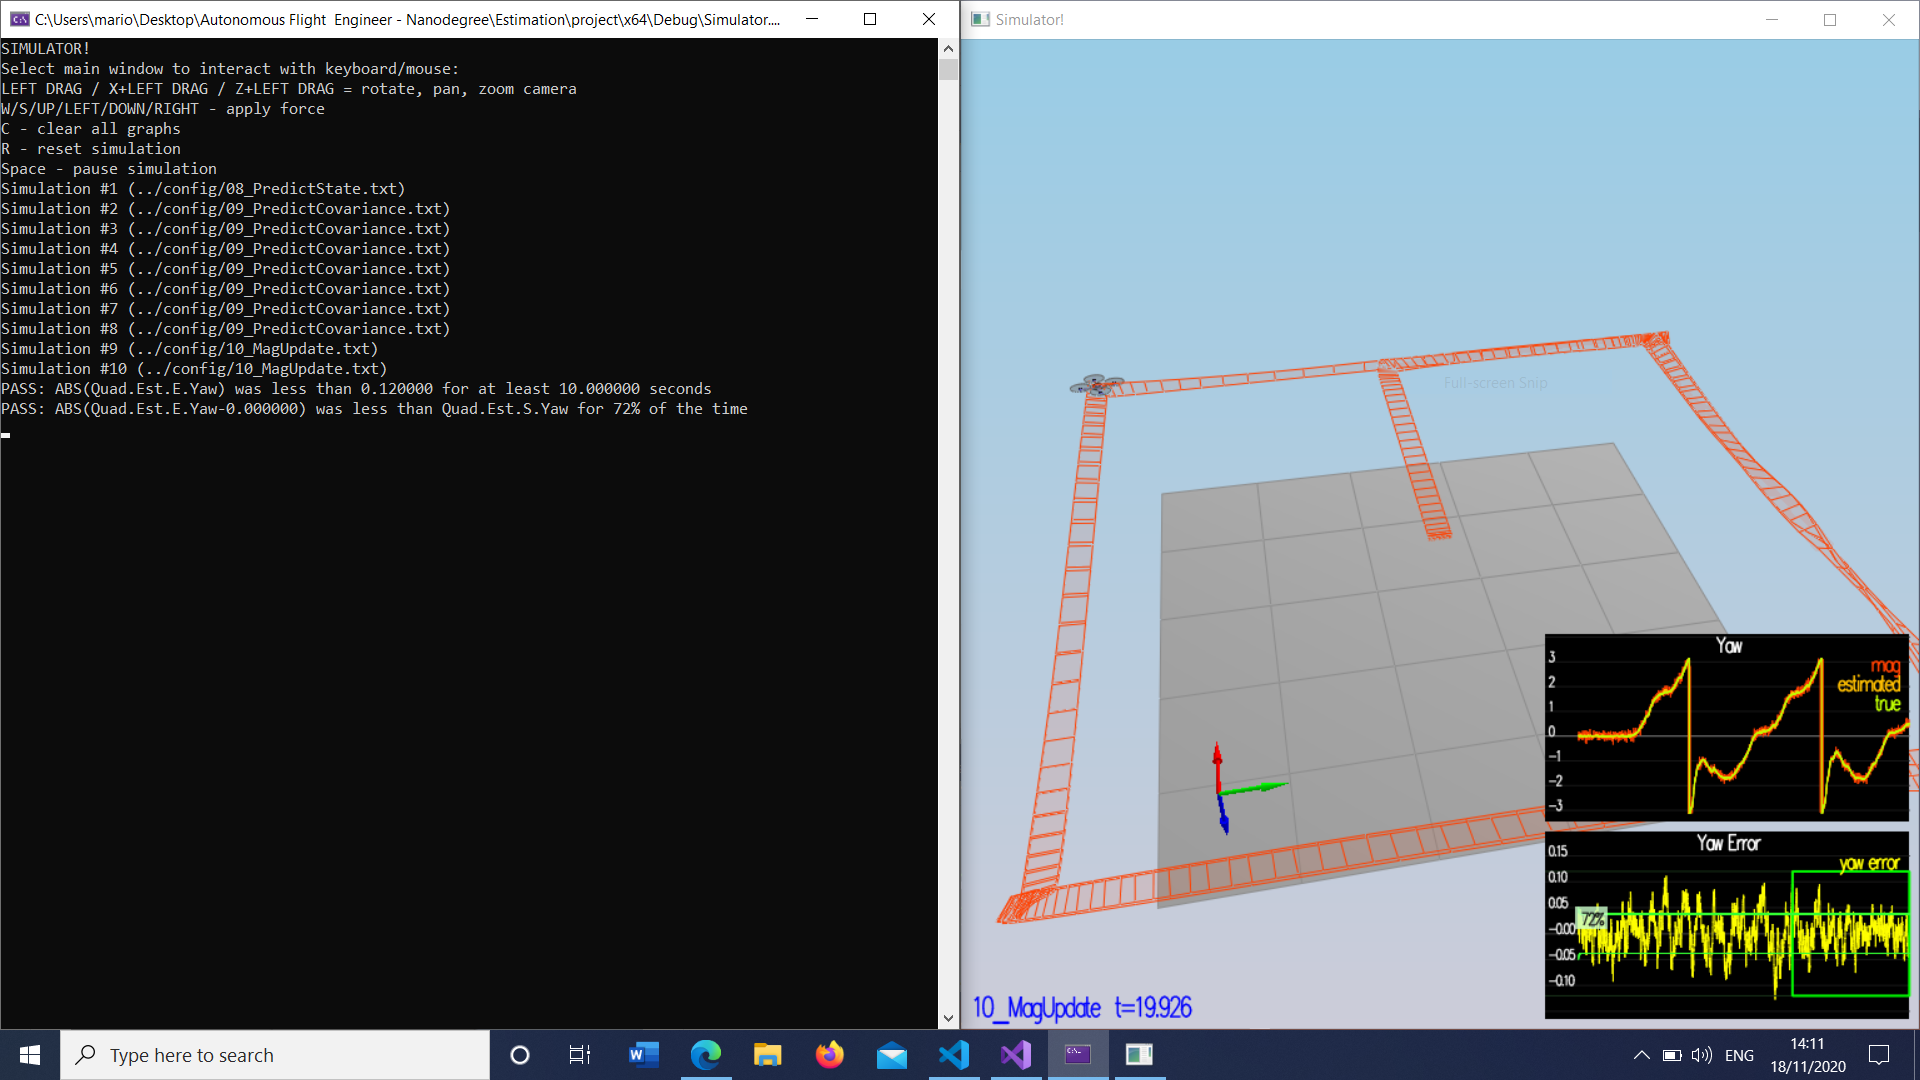 C:\Users\mario\Desktop\Autonomous Flight  Engineer - Nanodegree\Estimation\project\x64\Debug\Simulator....
SIMULATOR!
Select main window to interact with keyboard/mouse:
LEFT DRAG / X+LEFT DRAG / Z+LEFT DRAG = rotate, pan, zoom camera
W/S/UP/LEFT/DOWN/RIGHT - apply force
C - clear all graphs
R - reset simulation
Space - pause simulation
Simulation #1 (../config/08_PredictState.txt)
Simulation #2 (../config/09_PredictCovariance.txt)
Simulation #3 (../config/09_PredictCovariance.txt)
Simulation #4 (../config/09_PredictCovariance.txt)
Simulation #5 (../config/09_PredictCovariance.txt)
Simulation #6 (../config/09_PredictCovariance.txt)
Simulation #7 (../config/09_PredictCovariance.txt)
Simulation #8 (../config/09_PredictCovariance.txt)
Simulation #9 (../config/10_MagUpdate.txt)
Simulation #10 (../config/10_MagUpdate.txt)
PASS: ABS(Quad.Est.E.Yaw) was less than 0.120000 for at least 10.000000 seconds
PASS: ABS(Quad.Est.E.Yaw-0.000000) was less than Quad.Est.S.Yaw for 72% of the time
Simulator!
Full-screen Snip
Yaw
3
2
1
0
-1
-2
-3
mag
estimated
true
Yaw Error
0.15
0.10
0.05
-0.00
-0.05
-0.10
yaw error
72%
10_MagUpdate t=19.926
Type here to search
ENG
14:11
18/11/2020